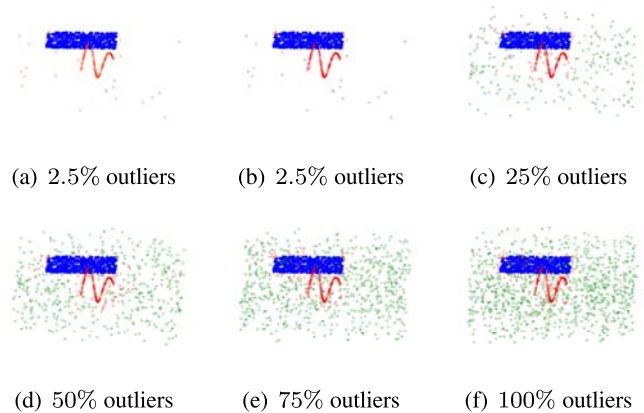 (a) 2.5% outliers
(b) 2.5% outliers
(c) 25% outliers
(d) 50% outliers
(e) 75% outliers
(f) 100% outliers